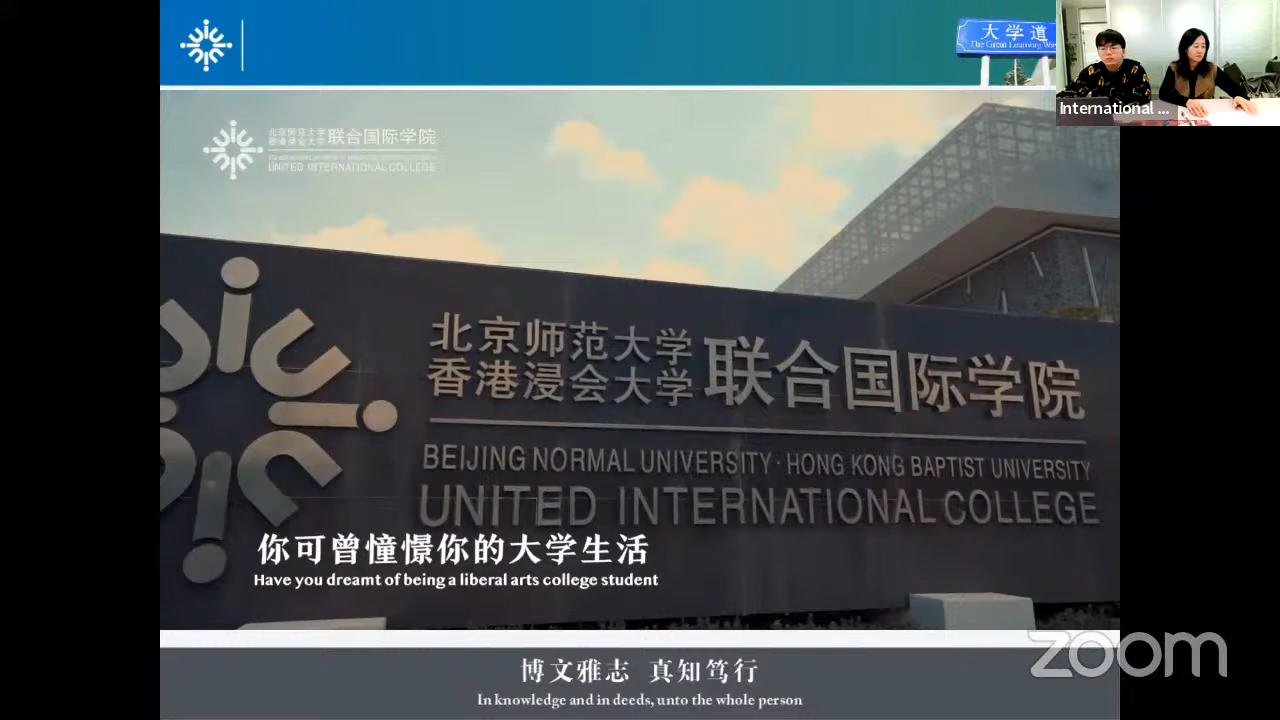 大学道
The Great Learning Way
International ...
北京师范大学
香港浸会大学
联合国际学院
UNITED INTERNATIONAL COLLEGE
北京师范大学
香港浸会大学
联合国际学院
BEIJING NORMAL UNIVERSITY · HONG KONG BAPTIST UNIVERSITY
UNITED INTERNATIONAL COLLEGE
你可曾憧憬你的大学生活
Have you dreamt of being a liberal arts college student
博文雅志 真知笃行
In knowledge and in deeds, unto the whole person
zoom